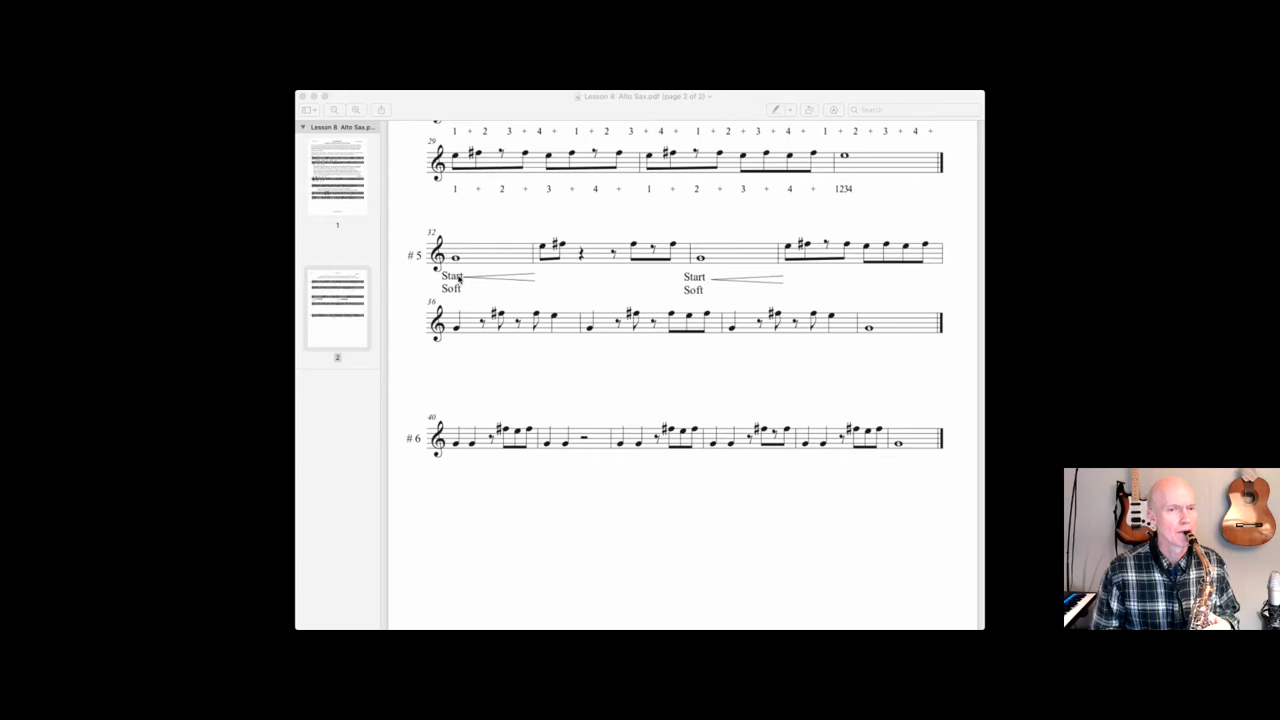 Lesson 8 Alto Sax.pdf (page 2 of 2)
Search
Lesson 8 Alto Sax.p...
1
2
1 + 2 3 + 4 + 1 + 2 3 + 4 + 1 + 2 + 3 + 4 + 1 + 2 + 3 + 4 +
29
1 + 2 + 3 + 4 + 1 + 2 + 3 + 4 + 1234
32
# 5
Start Start
Soft Soft
36
40
# 6